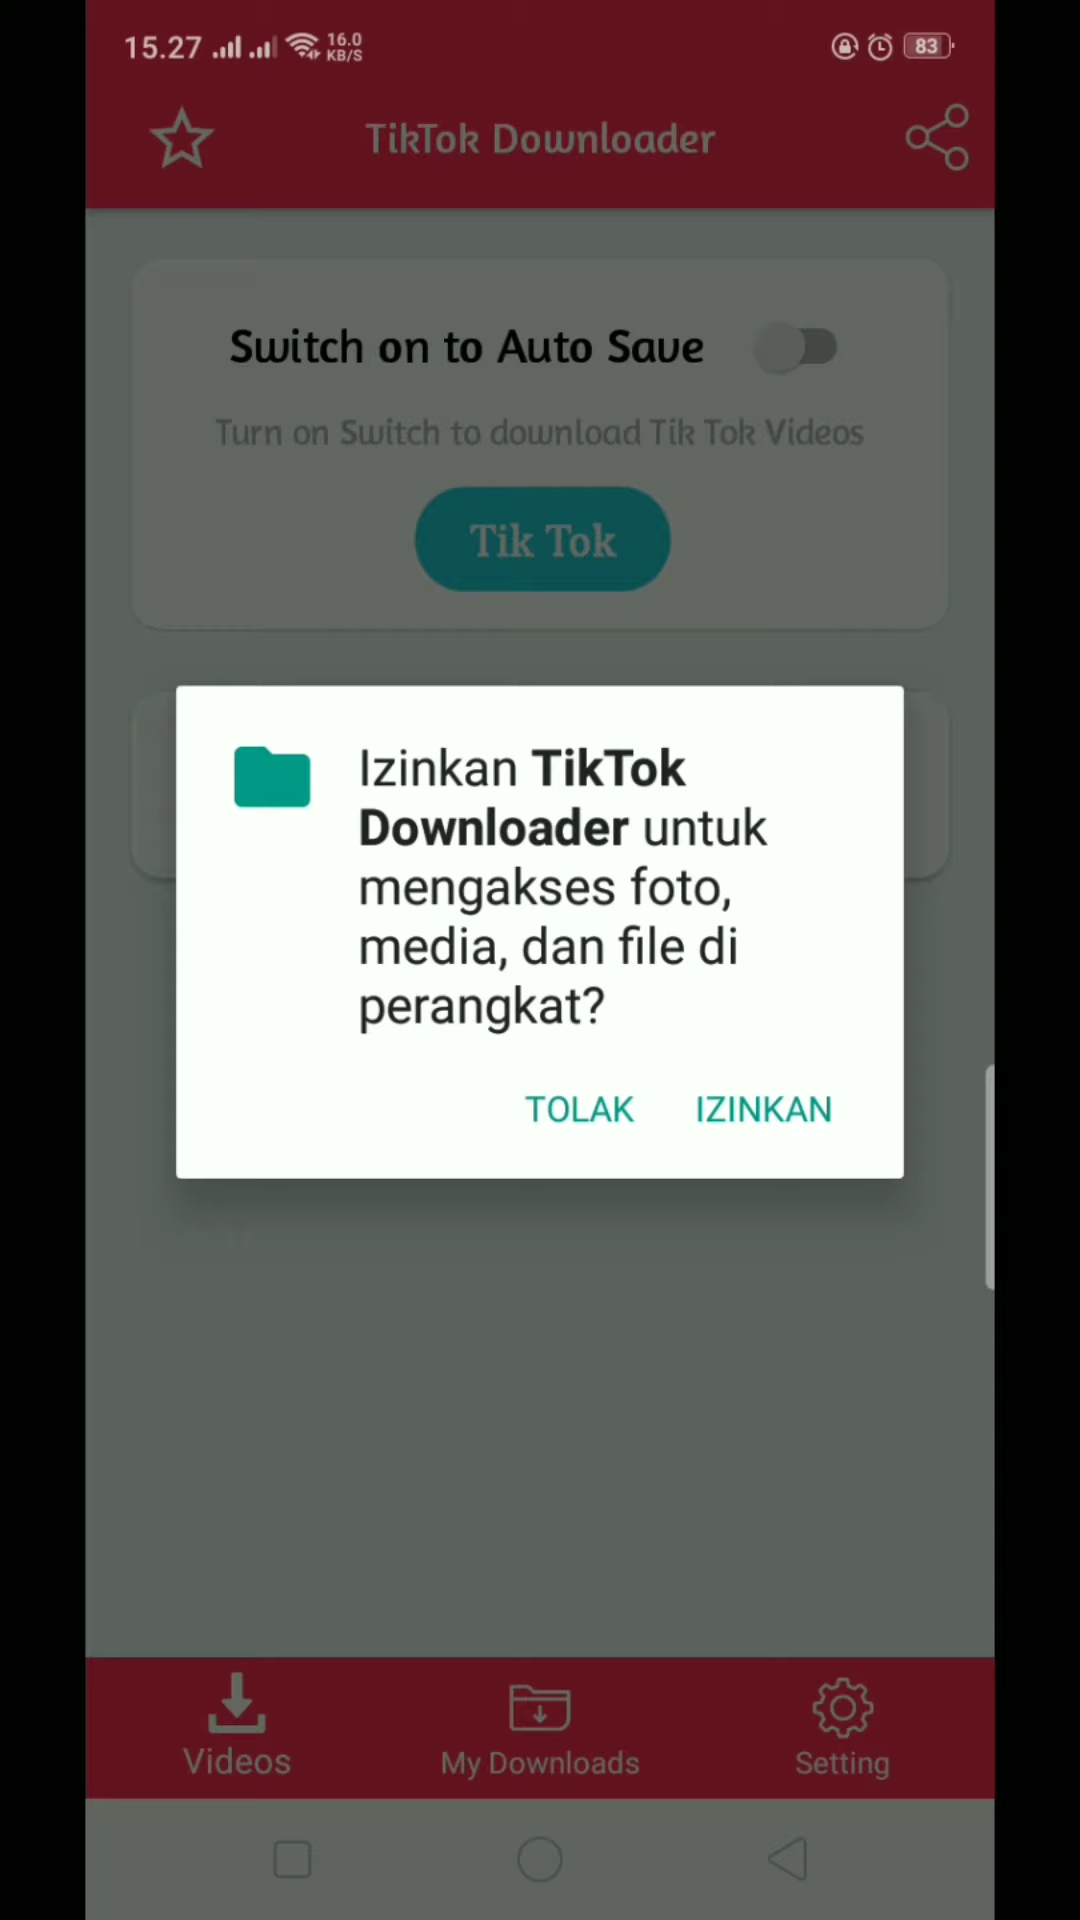 15.27 16.0 KB/S 83
TikTok Downloader
Switch on to Auto Save
Turn on Switch to download Tik Tok Videos
Tik Tok
Izinkan TikTok
Downloader untuk
mengakses foto,
media, dan file di
perangkat?
TOLAK IZINKAN
Videos My Downloads Setting